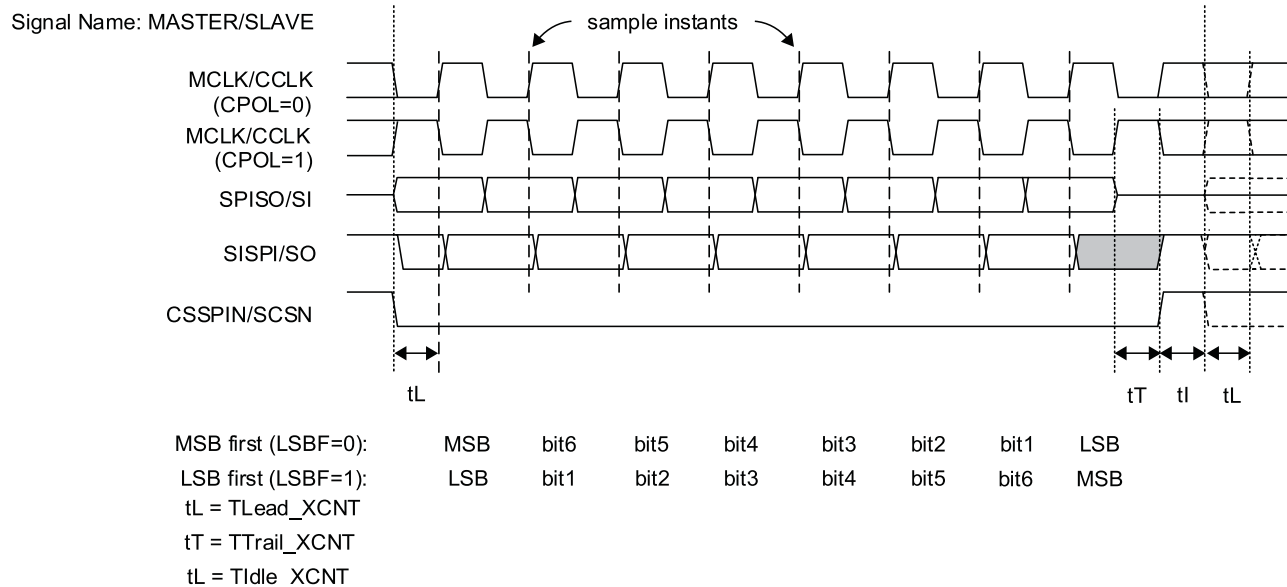 Signal Name: MASTER/SLAVE
sample instants
MCLK/CCLK
(CPOL=0)
MCLK/CCLK
(CPOL=1)
SPISO/SI
SISPI/SO
CSSPIN/SCSN
tL
tT tI tL
MSB first (LSBF=0): MSB bit6 bit5 bit4 bit3 bit2 bit1 LSB
LSB first (LSBF=1): LSB bit1 bit2 bit3 bit4 bit5 bit6 MSB
tL = TLead_XCNT
tT = TTrail_XCNT
tL = TIdle_XCNT